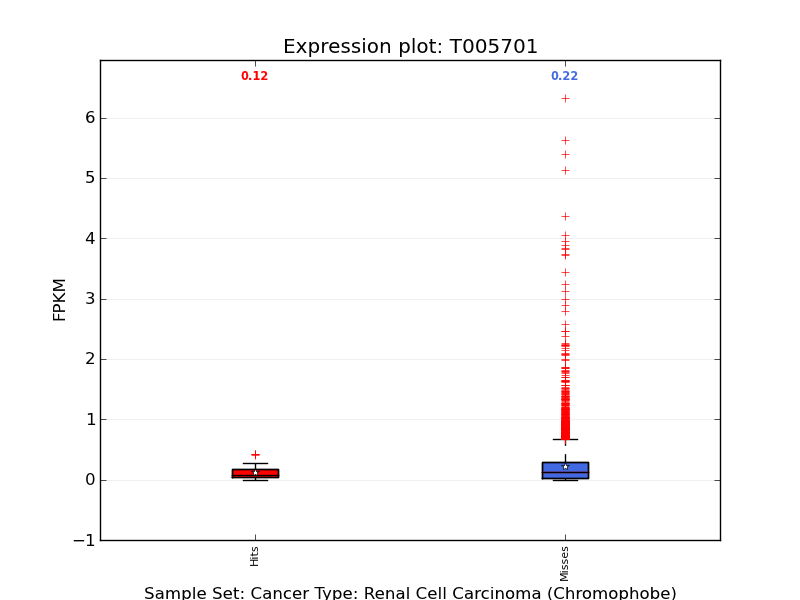 Expression plot: T005701
0.12
0.22
6
5
4
3
2
1
0
−1
FPKM
Hits
Misses
Sample Set: Cancer Type: Renal Cell Carcinoma (Chromophobe)